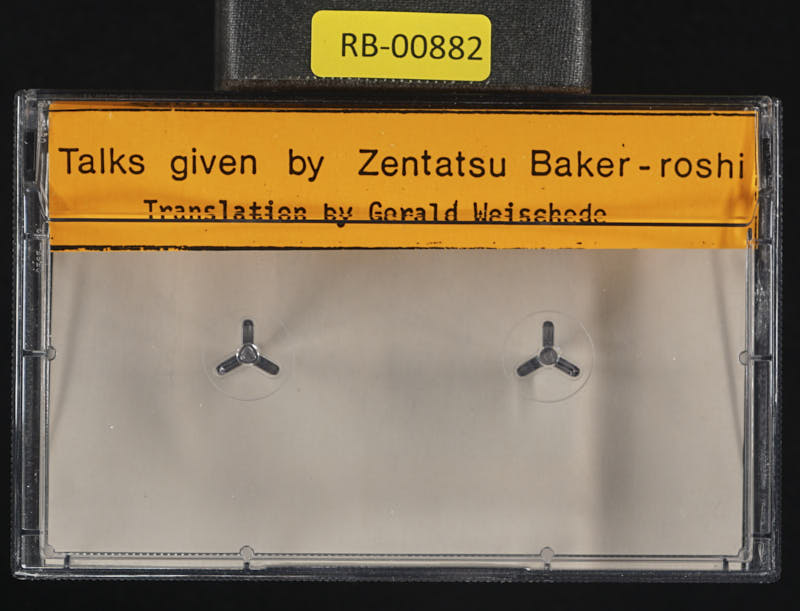 RB-00882
Talks given by Zentatsu Baker-roshi
Translation by Gerald Weischede